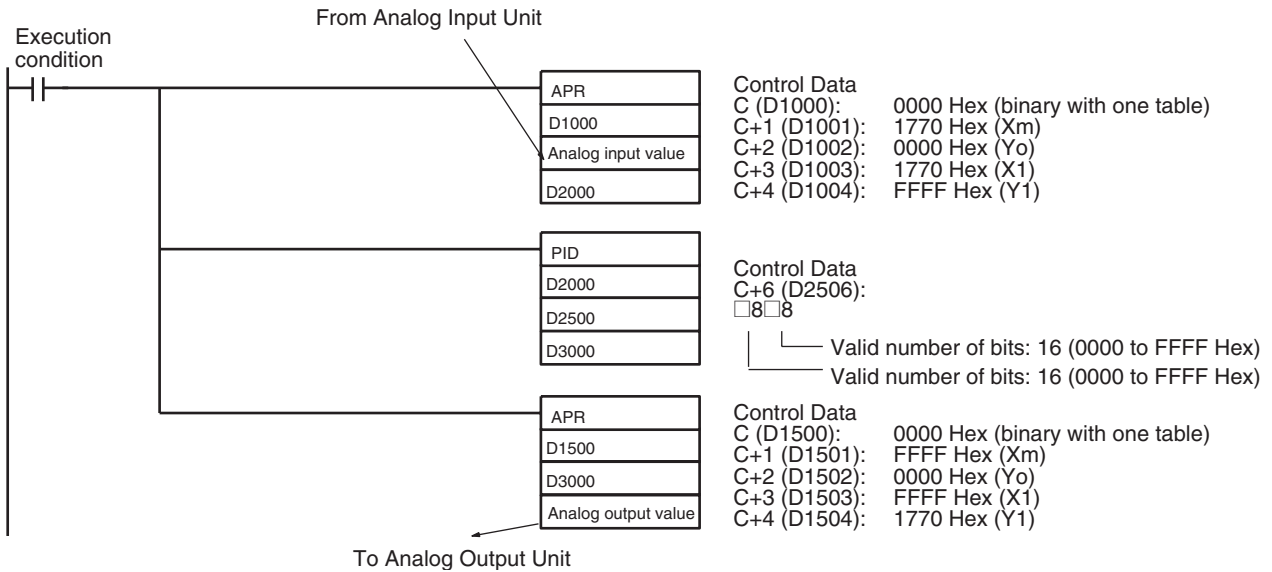 From Analog Input Unit
Execution
condition
APR
D1000
Analog input value
D2000
Control Data
C (D1000): 0000 Hex (binary with one table)
C+1 (D1001): 1770 Hex (Xm)
C+2 (D1002): 0000 Hex (Yo)
C+3 (D1003): 1770 Hex (X1)
C+4 (D1004): FFFF Hex (Y1)
PID
D2000
D2500
D3000
Control Data
C+6 (D2506):
□8□8
Valid number of bits: 16 (0000 to FFFF Hex)
Valid number of bits: 16 (0000 to FFFF Hex)
APR
D1500
D3000
Analog output value
Control Data
C (D1500): 0000 Hex (binary with one table)
C+1 (D1501): FFFF Hex (Xm)
C+2 (D1502): 0000 Hex (Yo)
C+3 (D1503): FFFF Hex (X1)
C+4 (D1504): 1770 Hex (Y1)
To Analog Output Unit